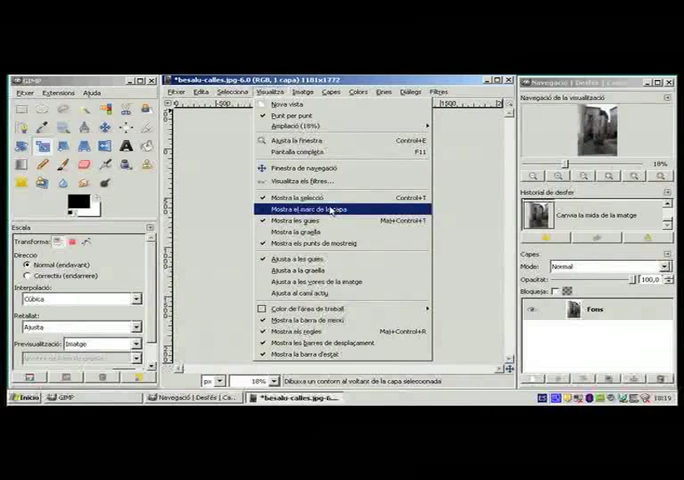 GIMP
Fitxer Extensions Ajuda
Escala
Transforma:
Direcció
Normal (endavant)
Correctiu (endarrere)
Interpolació:
Cúbica
Retallat:
Ajusta
Previsualització: Imatge
*besalu-calles.jpg-6.0 (RGB, 1 capa) 1181x1772
Fitxer Edita Selecciona Visualitza Imatge Capes Colors Eines Diàlegs Filtres
Nova vista
Punt per punt
Ampliació (18%)
Ajusta la finestra Control+E
Pantalla completa F11
Finestra de navegació
Visualitza els filtres...
Mostra la selecció Control+T
Mostra el marc de la capa
Mostra les guies Maj+Control+T
Mostra la graella
Mostra els punts de mostreig
Ajusta a les guies
Ajusta a la graella
Ajusta a les vores de la imatge
Ajusta al camí actiu
Color de l'àrea de treball
Mostra la barra de menú
Mostra els regles Maj+Control+R
Mostra les barres de desplaçament
Mostra la barra d'estat
px 18% Dibuixa un contorn al voltant de la capa seleccionada
Navegació | Desfés | Ca
Navegació de la visualització
18%
Historial de desfer
Canvia la mida de la imatge
Capes
Mode: Normal
Opacitat: 100,0
Bloqueja:
Fons
Inicio GIMP Navegació | Desfés | Ca... *besalu-calles.jpg-6.... ES 18:19